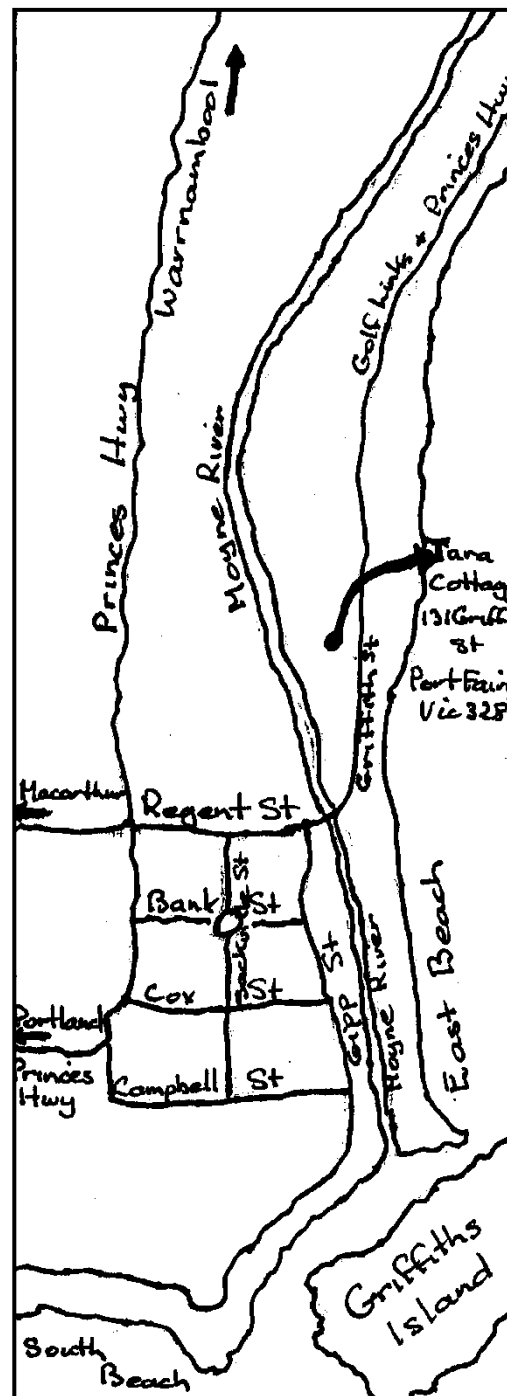 Warrnambool
Golf Links + Princes Hwy
Princes Hwy
Moyne River
Tara
Cottag
131 Griff
St
Port Fair
Vic 328
Griffith St
Macarthur
Regent St
Bank St
St
Cox St
Gipp St
Moyne River
East Beach
Portland
Princes
Hwy
Campbell St
Griffiths
Island
South
Beach